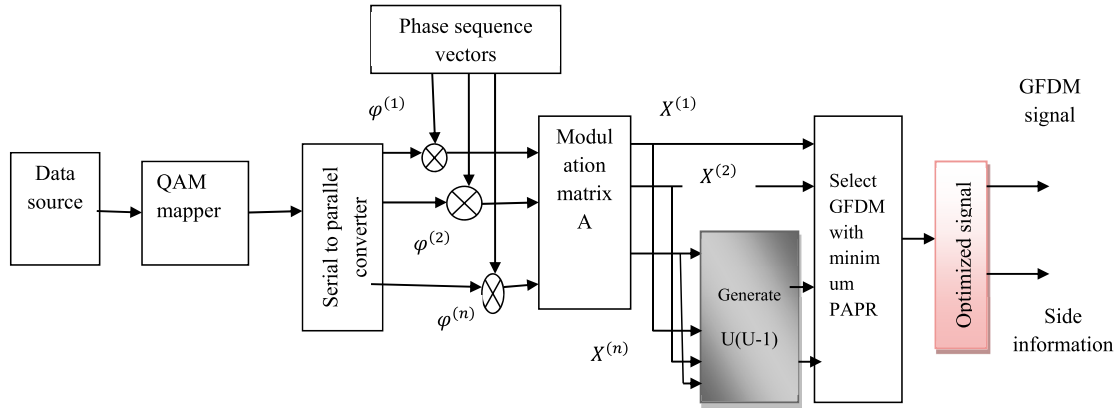 Phase sequence
vectors
GFDM
signal
φ⁽¹⁾
X⁽¹⁾
Data
source
QAM
mapper
Serial to parallel
converter
Modul
ation
matrix
A
X⁽²⁾
Select
GFDM
with
minim
um
PAPR
φ⁽²⁾
Generate
U(U-1)
Optimized signal
φ⁽ⁿ⁾
X⁽ⁿ⁾
Side
information